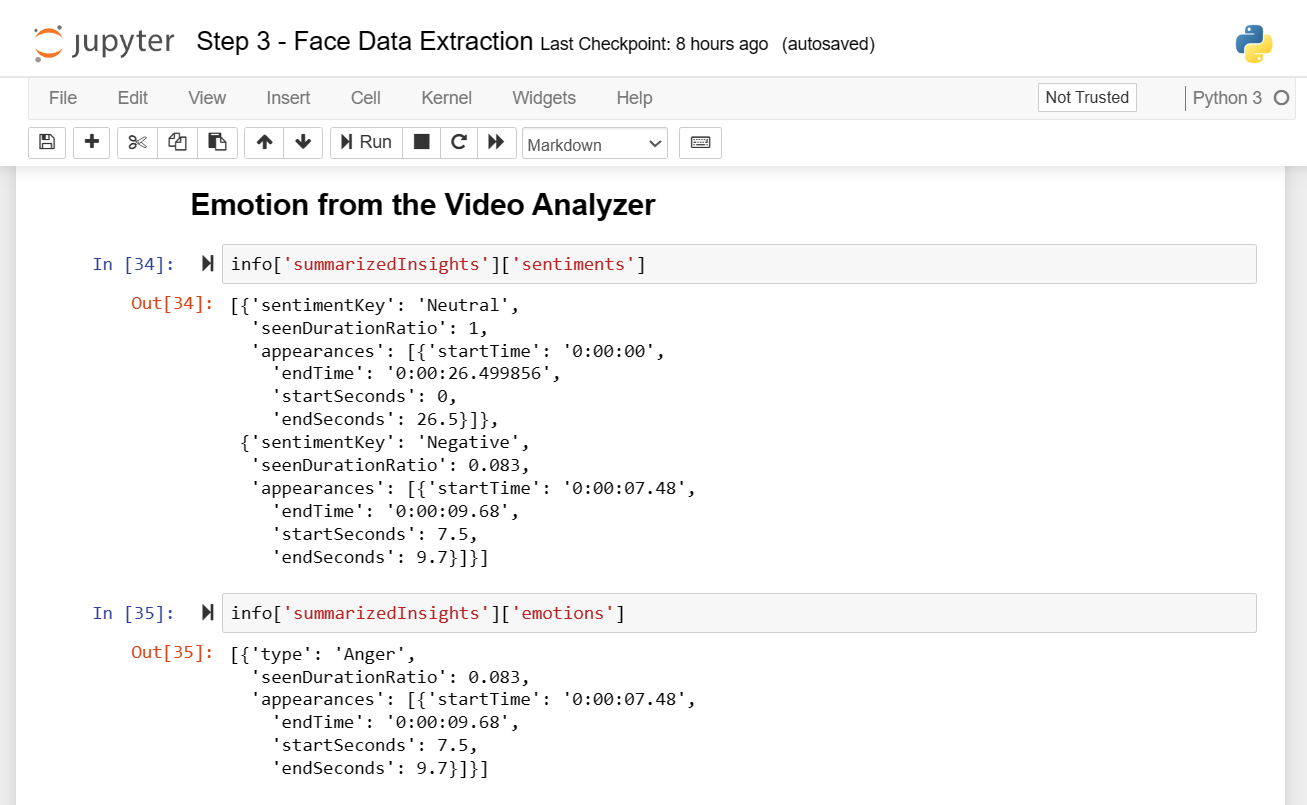 jupyter Step 3 - Face Data Extraction Last Checkpoint: 8 hours ago (autosaved)
File Edit View Insert Cell Kernel Widgets Help Not Trusted Python 3
Run Markdown
Emotion from the Video Analyzer
In [34]: info['summarizedInsights']['sentiments']
Out[34]: [{'sentimentKey': 'Neutral',
'seenDurationRatio': 1,
'appearances': [{'startTime': '0:00:00',
'endTime': '0:00:26.499856',
'startSeconds': 0,
'endSeconds': 26.5}]},
{'sentimentKey': 'Negative',
'seenDurationRatio': 0.083,
'appearances': [{'startTime': '0:00:07.48',
'endTime': '0:00:09.68',
'startSeconds': 7.5,
'endSeconds': 9.7}]}]
In [35]: info['summarizedInsights']['emotions']
Out[35]: [{'type': 'Anger',
'seenDurationRatio': 0.083,
'appearances': [{'startTime': '0:00:07.48',
'endTime': '0:00:09.68',
'startSeconds': 7.5,
'endSeconds': 9.7}]}]